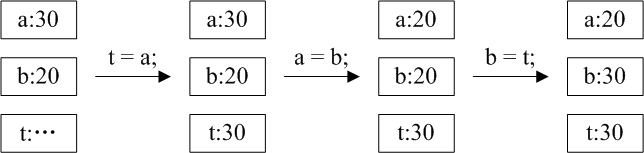 a:30 a:30 a:20 a:20
t = a; a = b; b = t;
b:20 b:20 b:20 b:30
t:··· t:30 t:30 t:30